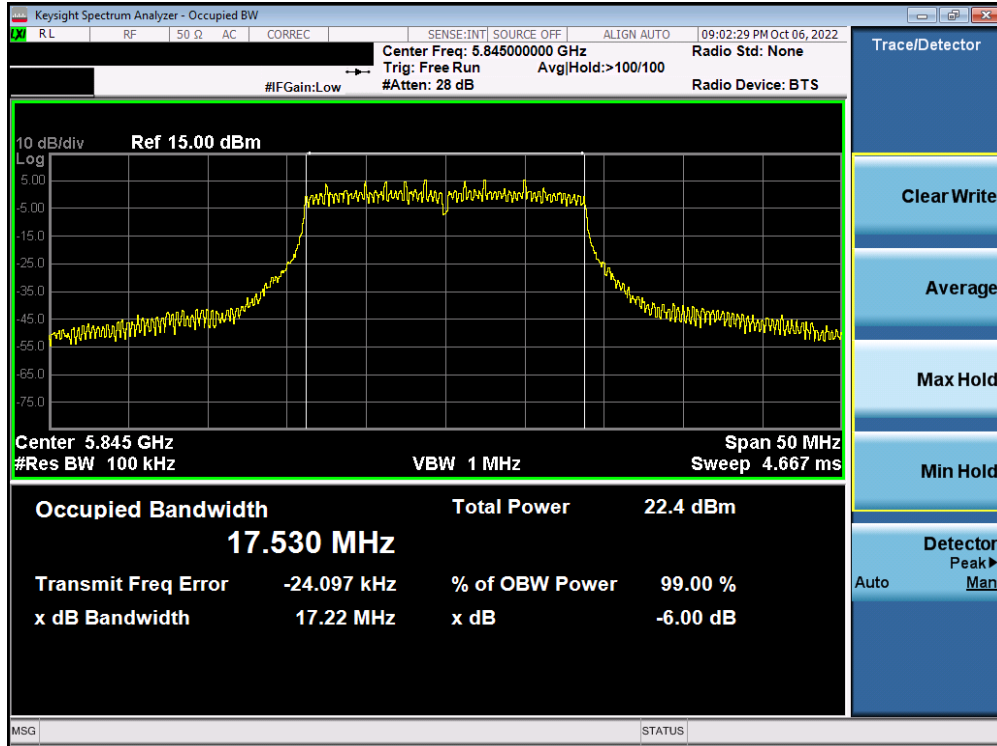 Keysight Spectrum Analyzer - Occupied BW
LXI RL RF 50 Ω AC CORREC SENSE:INT SOURCE OFF ALIGN AUTO 09:02:29 PM Oct 06, 2022
Center Freq: 5.845000000 GHz Radio Std: None
Trig: Free Run Avg|Hold:>100/100
#IFGain:Low #Atten: 28 dB Radio Device: BTS
10 dB/div Ref 15.00 dBm
Log
5.00
-5.00
-15.0
-25.0
-35.0
-45.0
-55.0
-65.0
-75.0
Center 5.845 GHz Span 50 MHz
#Res BW 100 kHz VBW 1 MHz Sweep 4.667 ms
Occupied Bandwidth Total Power 22.4 dBm
17.530 MHz
Transmit Freq Error -24.097 kHz % of OBW Power 99.00 %
x dB Bandwidth 17.22 MHz x dB -6.00 dB
MSG STATUS
Trace/Detector
Clear Write
Average
Max Hold
Min Hold
Detector
Peak▶
Auto Man